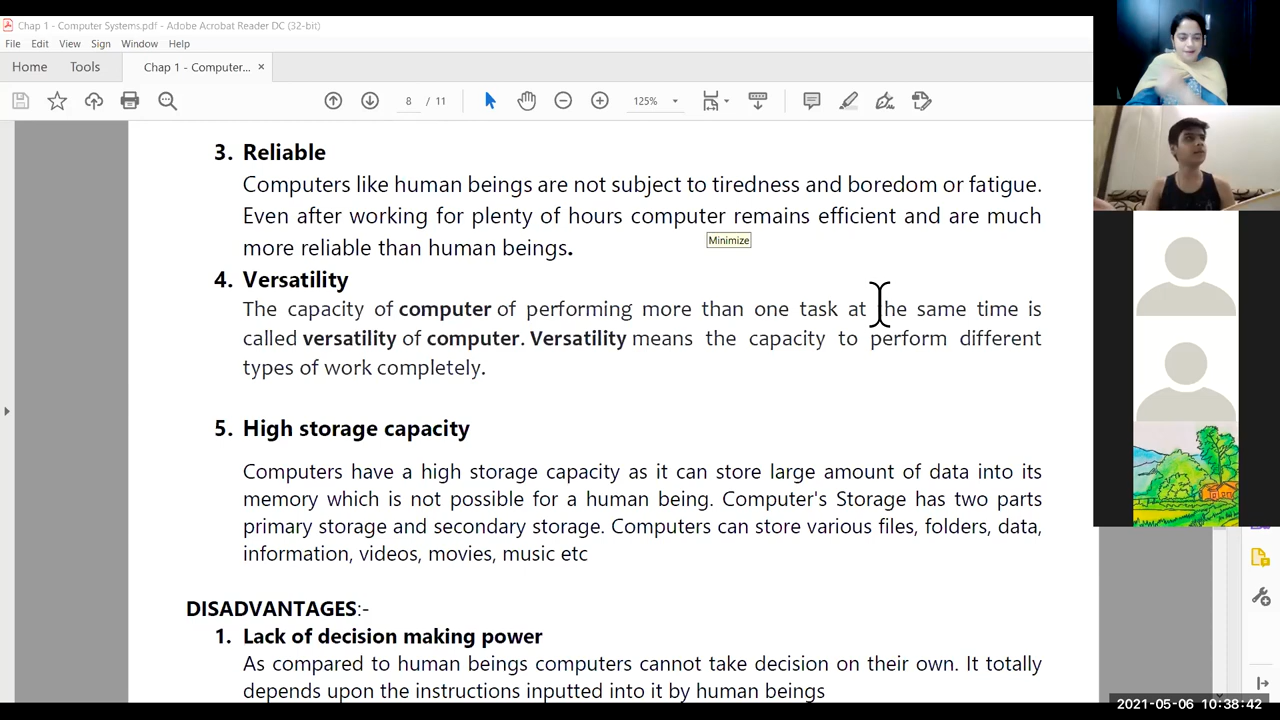 Chap 1 - Computer Systems.pdf - Adobe Acrobat Reader DC (32-bit)
File Edit View Sign Window Help
Home Tools Chap 1 - Computer... ×
8 / 11 125%
3. Reliable
Computers like human beings are not subject to tiredness and boredom or fatigue.
Even after working for plenty of hours computer remains efficient and are much
Minimize
more reliable than human beings.
4. Versatility
The capacity of computer of performing more than one task at the same time is
called versatility of computer. Versatility means the capacity to perform different
types of work completely.
5. High storage capacity
Computers have a high storage capacity as it can store large amount of data into its
memory which is not possible for a human being. Computer's Storage has two parts
primary storage and secondary storage. Computers can store various files, folders, data,
information, videos, movies, music etc
DISADVANTAGES:-
1. Lack of decision making power
As compared to human beings computers cannot take decision on their own. It totally
depends upon the instructions inputted into it by human beings
2021-05-06 10:38:42